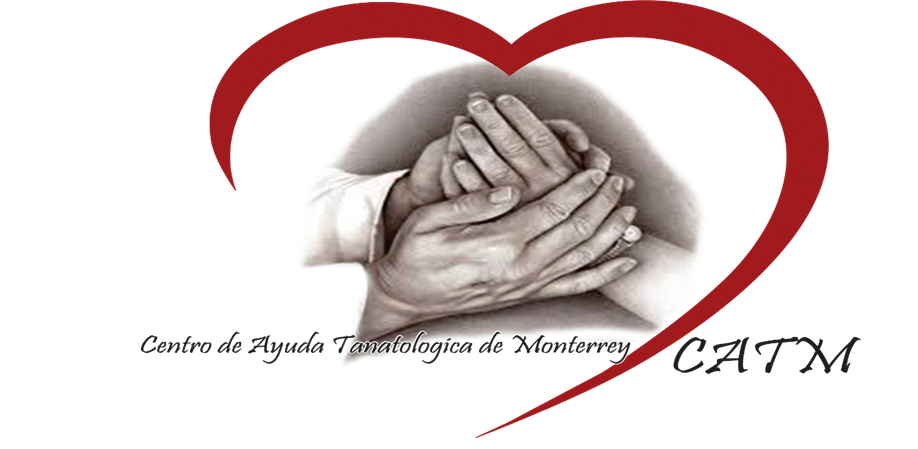 Centro de Ayuda Tanatologica de Monterrey
CATM